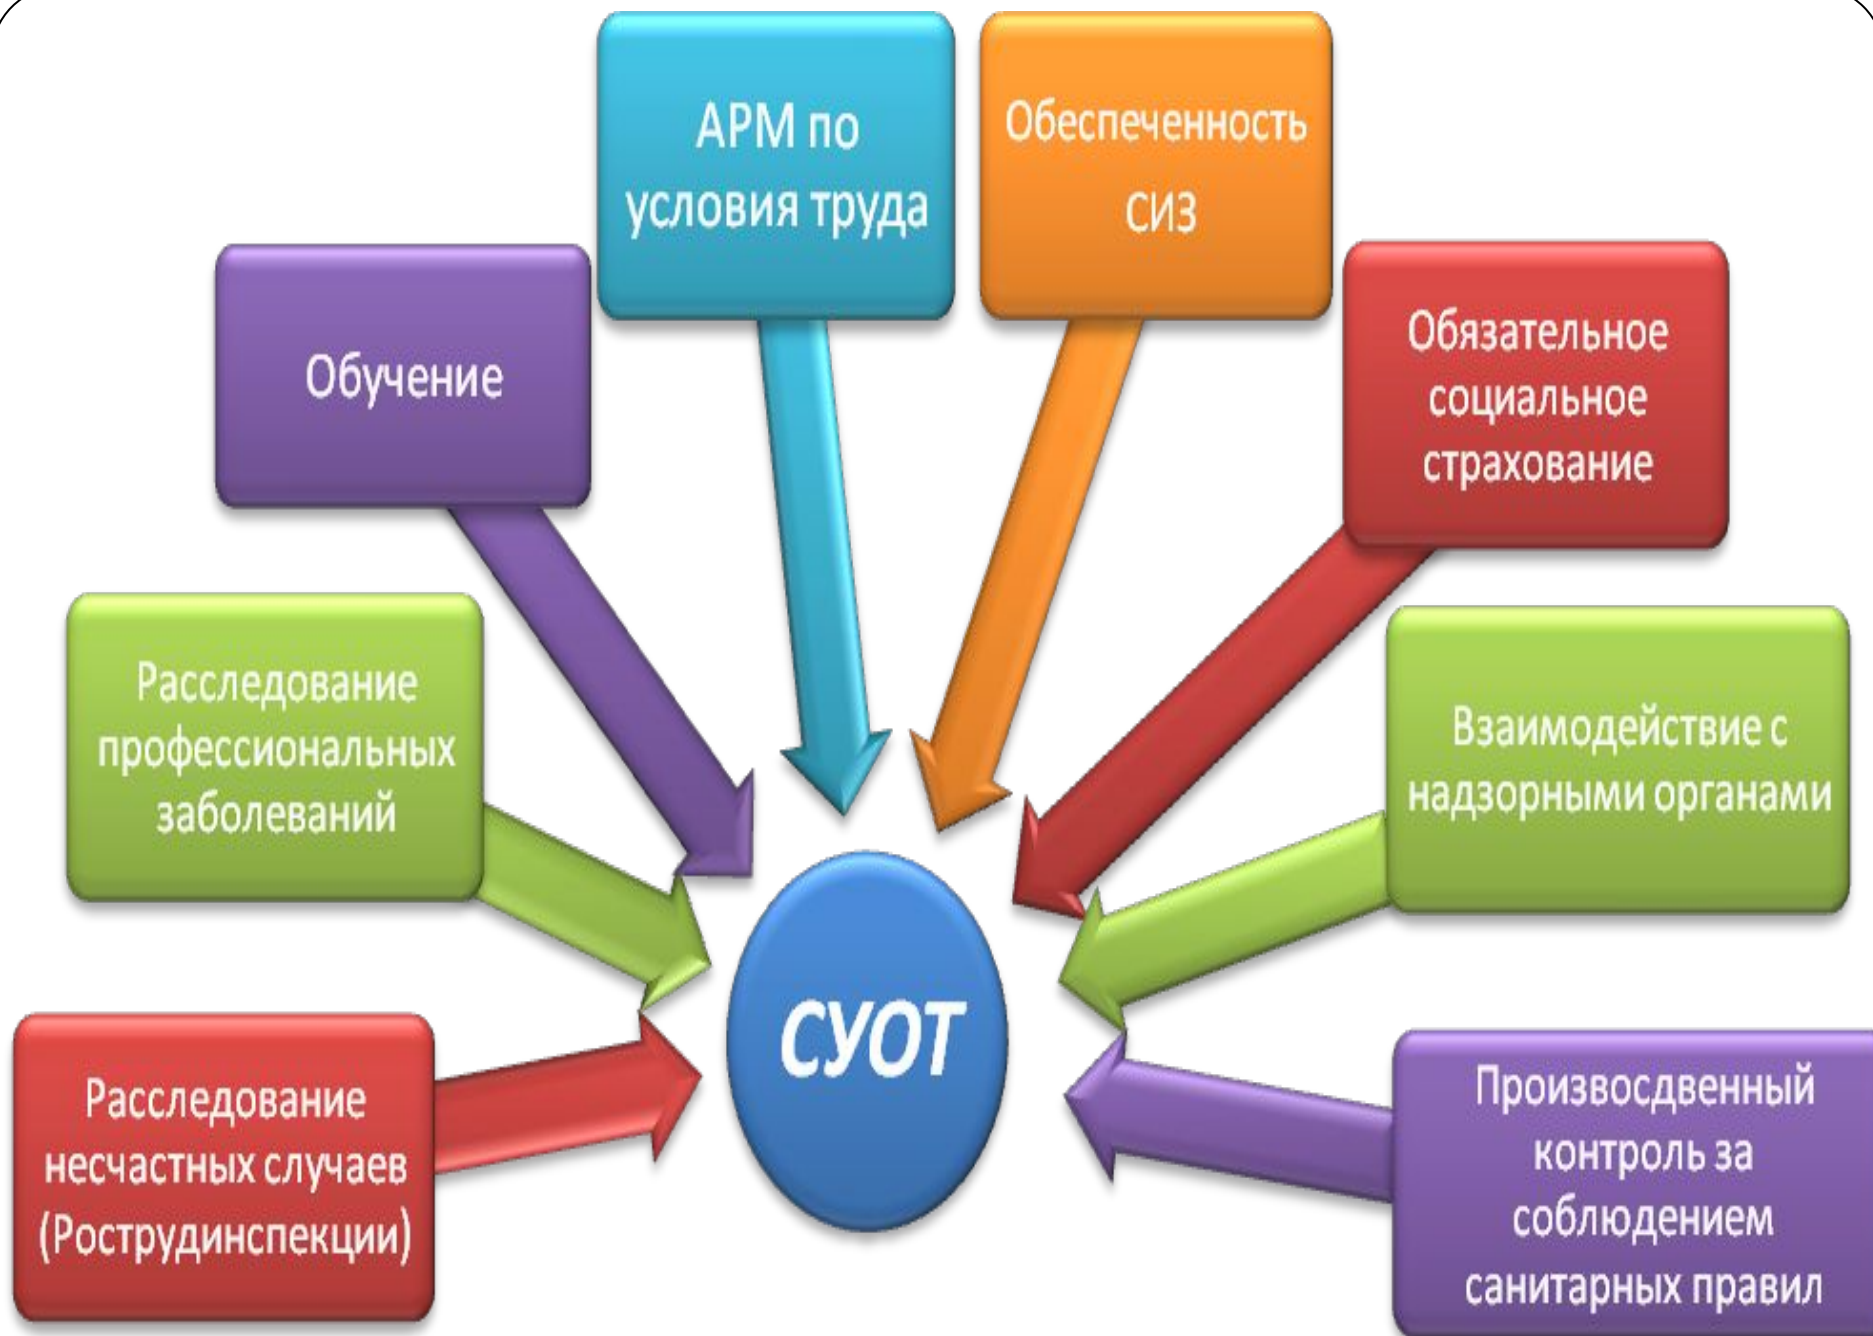 АРМ по
условия труда
Обеспеченность
СИЗ
Обучение
Обязательное
социальное
страхование
Расследование
профессиональных
заболеваний
Взаимодействие с
надзорными органами
СУОТ
Расследование
несчастных случаев
(Рострудинспекции)
Произвосдвенный
контроль за
соблюдением
санитарных правил